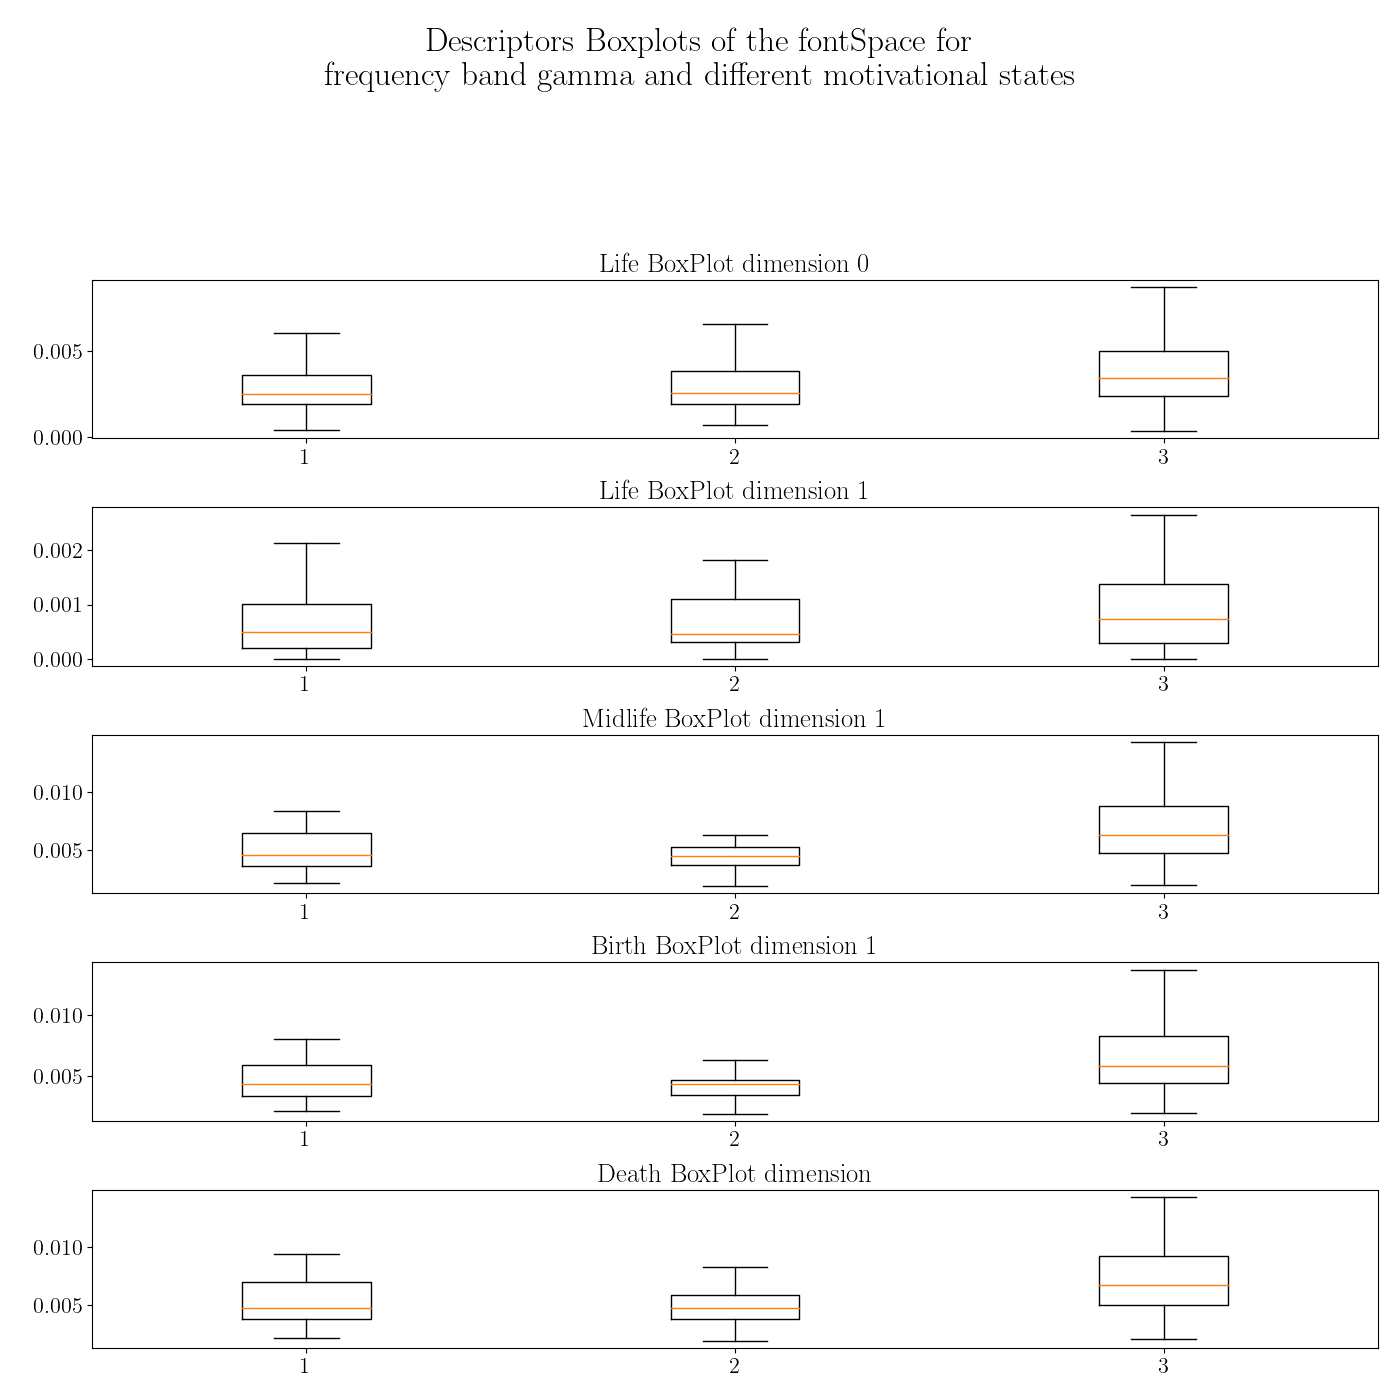 Descriptors Boxplots of the fontSpace for
frequency band gamma and different motivational states
Life BoxPlot dimension 0
0.005
0.000
1 2 3
Life BoxPlot dimension 1
0.002
0.001
0.000
1 2 3
Midlife BoxPlot dimension 1
0.010
0.005
1 2 3
Birth BoxPlot dimension 1
0.010
0.005
1 2 3
Death BoxPlot dimension
0.010
0.005
1 2 3